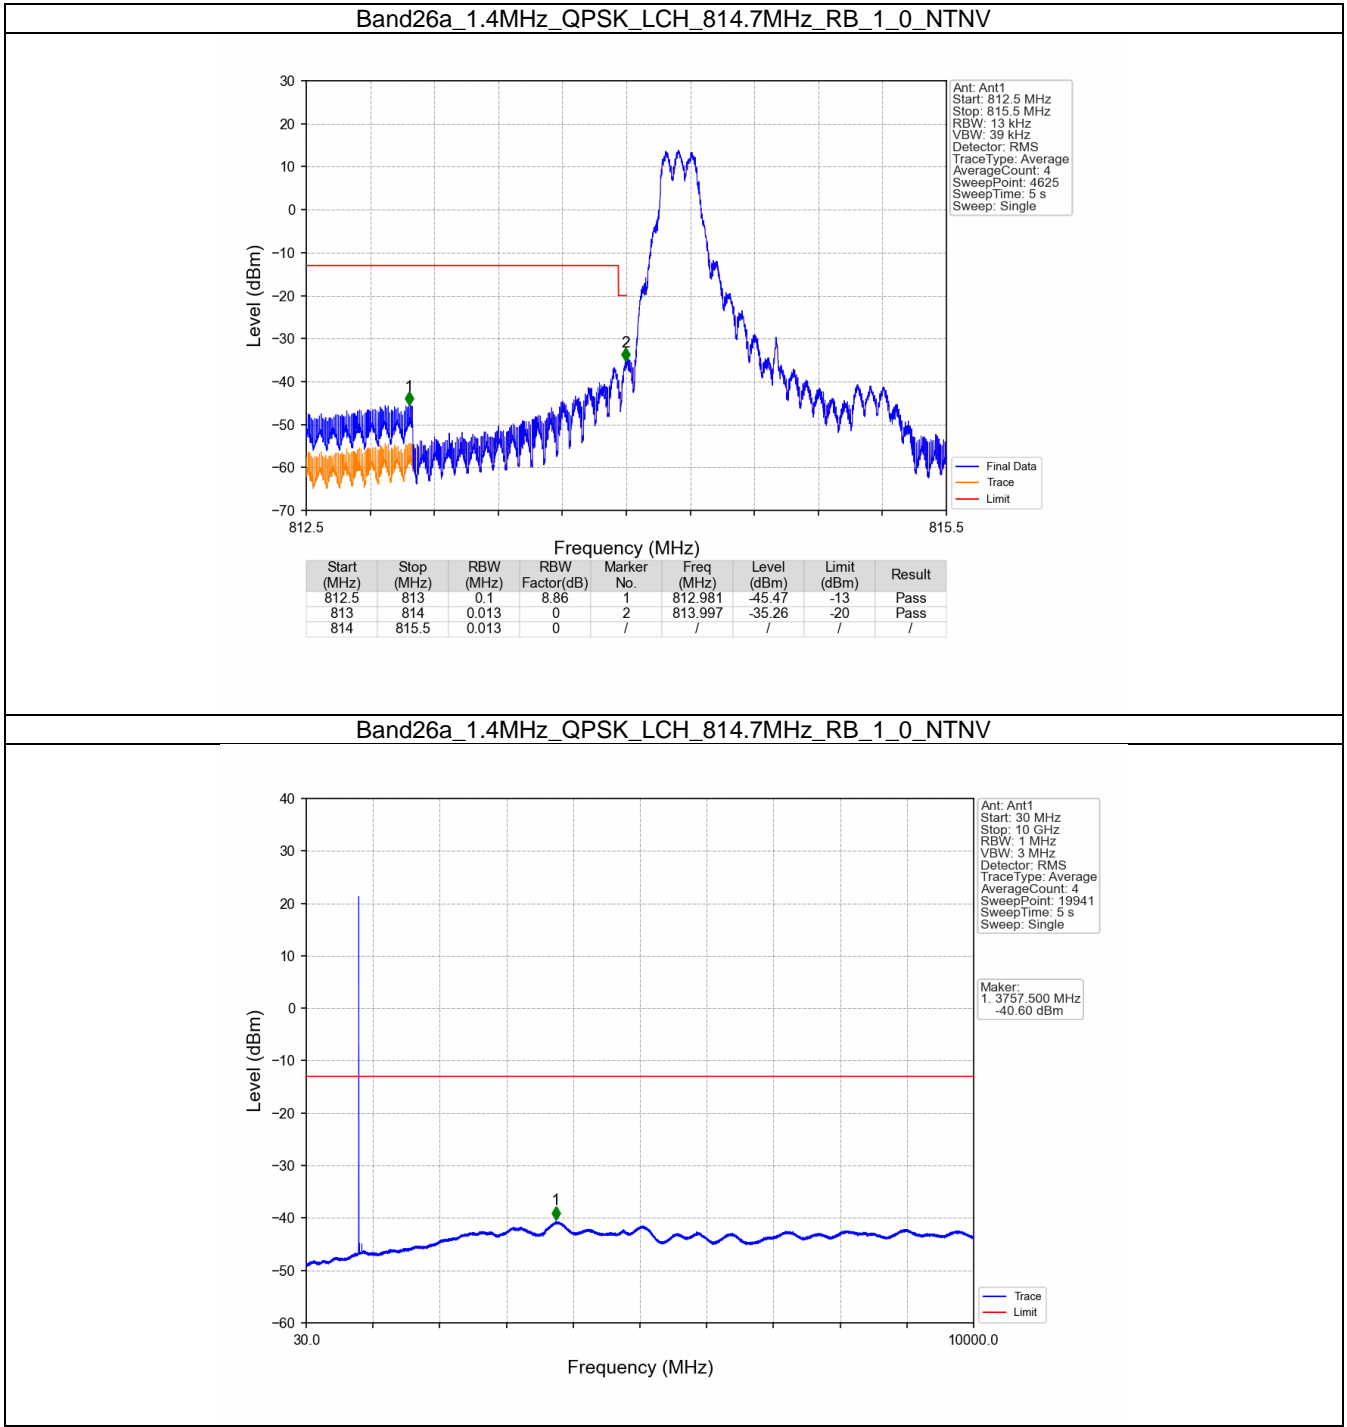 Band26a_1.4MHz_QPSK_LCH_814.7MHz_RB_1_0_NTNV
30
20
10
0
−10
−20
−30
−40
−50
−60
−70
Level (dBm)
1
2
812.5
815.5
Frequency (MHz)
Ant: Ant1
Start: 812.5 MHz
Stop: 815.5 MHz
RBW: 13 kHz
VBW: 39 kHz
Detector: RMS
TraceType: Average
AverageCount: 4
SweepPoint: 4625
SweepTime: 5 s
Sweep: Single
Final Data
Trace
Limit
Start (MHz) Stop (MHz) RBW (MHz) RBW Factor(dB) Marker No. Freq (MHz) Level (dBm) Limit (dBm) Result
812.5 813 0.1 8.86 1 812.981 -45.47 -13 Pass
813 814 0.013 0 2 813.997 -35.26 -20 Pass
814 815.5 0.013 0 / / / / /
Band26a_1.4MHz_QPSK_LCH_814.7MHz_RB_1_0_NTNV
40
30
20
10
0
−10
−20
−30
−40
−50
−60
Level (dBm)
1
30.0
10000.0
Frequency (MHz)
Ant: Ant1
Start: 30 MHz
Stop: 10 GHz
RBW: 1 MHz
VBW: 3 MHz
Detector: RMS
TraceType: Average
AverageCount: 4
SweepPoint: 19941
SweepTime: 5 s
Sweep: Single
Maker:
1. 3757.500 MHz
-40.60 dBm
Trace
Limit